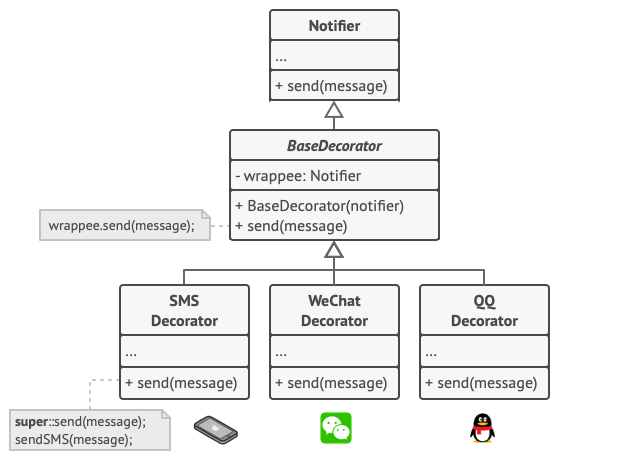 Notifier
...
+ send(message)
BaseDecorator
- wrappee: Notifier
+ BaseDecorator(notifier)
+ send(message)
wrappee.send(message);
SMS
Decorator
...
+ send(message)
WeChat
Decorator
...
+ send(message)
QQ
Decorator
...
+ send(message)
super::send(message);
sendSMS(message);